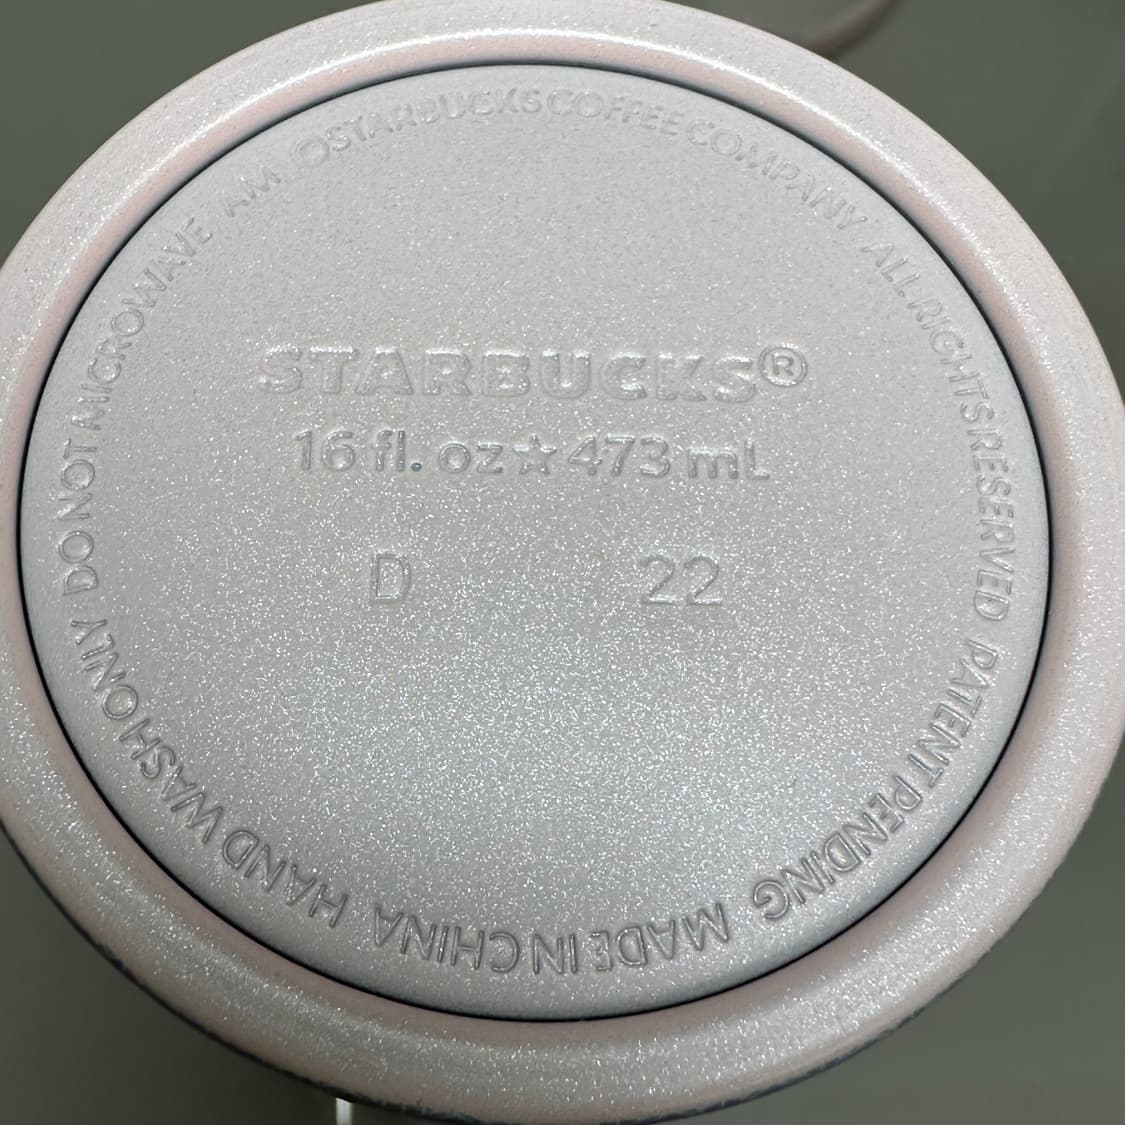 STARBUCKS®
16 fl. oz☆473 mL
D 22
©STARBUCKS COFFEE COMPANY ALL RIGHTS RESERVED PATENT PENDING MADE IN CHINA HAND WASH ONLY DO NOT MICROWAVE AM